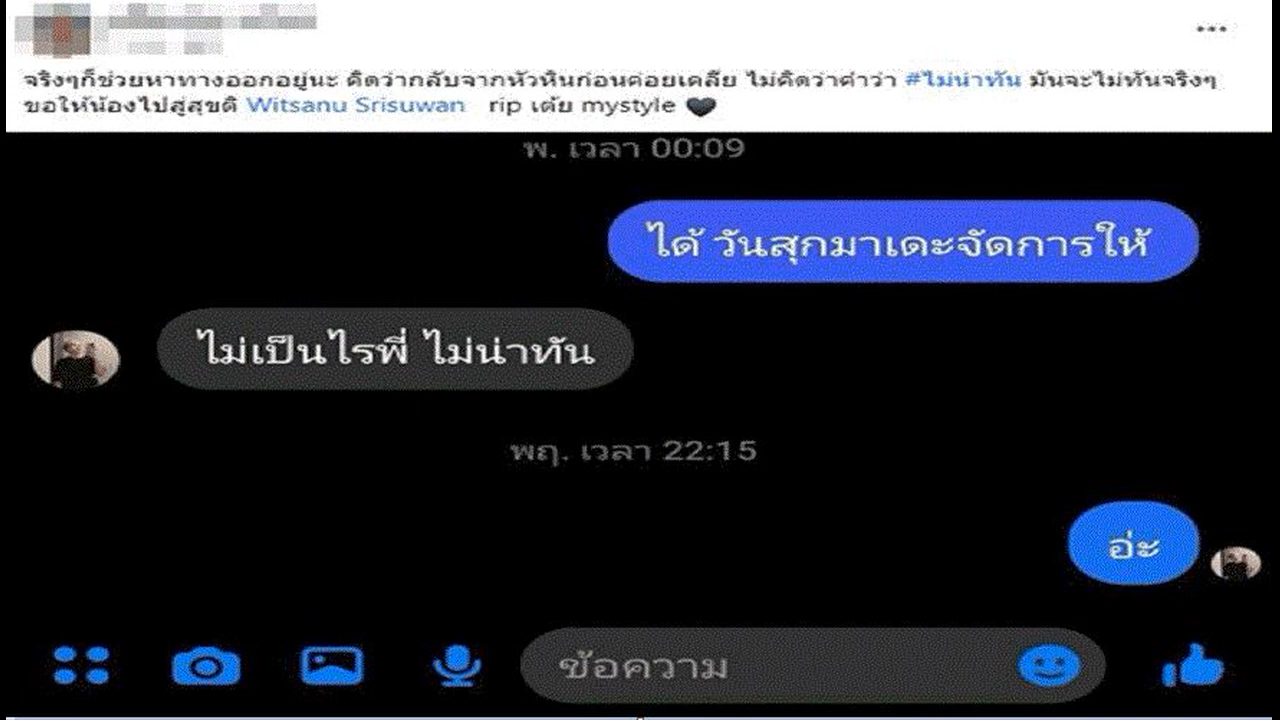 จริงๆก็ช่วยหาทางออกอยู่นะ คิดว่ากลับจากหัวหินก่อนค่อยเคลีย ไม่คิดว่าคำว่า #ไม่น่าทัน มันจะไม่ทันจริงๆ
ขอให้น้องไปสู่สุขติ Witsanu Srisuwan rip เต้ย mystyle 🖤
พ. เวลา 00:09
ได้ วันสุกมาเดะจัดการให้
ไม่เป็นไรพี่ ไม่น่าทัน
พฤ. เวลา 22:15
อ่ะ
ข้อความ